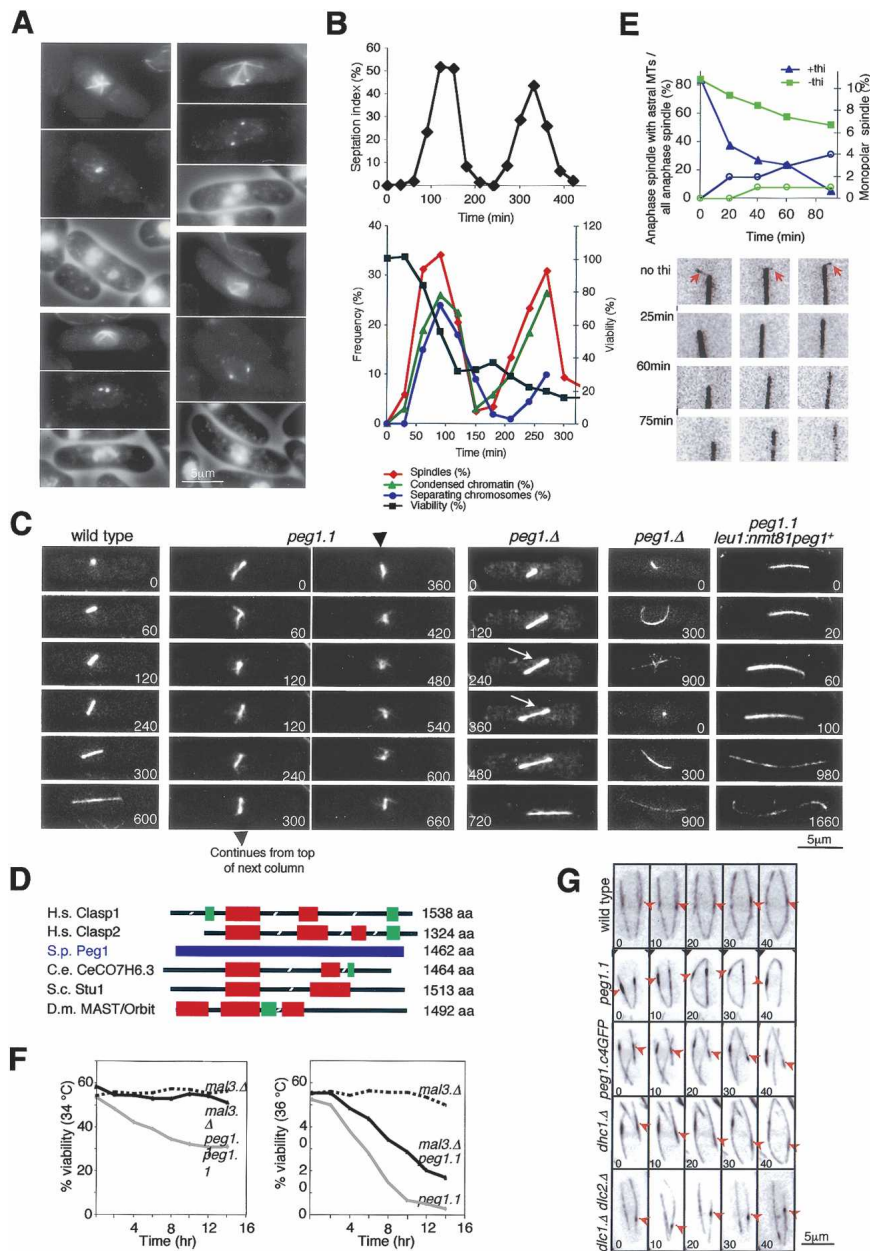 A
5μm
B
Septation index (%)
60
50
40
30
20
10
0
0 100 200 300 400
Time (min)
Frequency (%)
40
30
20
10
0
Viability (%)
120
100
80
60
40
20
0
0 50 100 150 200 250 300
Time (min)
Spindles (%)
Condensed chromatin (%)
Separating chromosomes (%)
Viability (%)
E
+thi
-thi
Anaphase spindle with astral MTs /
all anaphase spindle (%)
80
60
40
20
0
Monopolar spindle (%)
10
8
6
4
2
0
0 20 40 60 80
Time (min)
no thi
25min
60min
75min
C
wild type
peg1.1
peg1.Δ
peg1.Δ
peg1.1
leu1:nmt81peg1+
0 0 360 0 0 0
60 60 420 120 300 20
120 120 480 240 900 60
240 120 540 360 0 100
300 240 600 480 300 980
600 300 660 720 900 1660
Continues from top
of next column
5μm
D
H.s. Clasp1 1538 aa
H.s. Clasp2 1324 aa
S.p. Peg1 1462 aa
C.e. CeCO7H6.3 1464 aa
S.c. Stu1 1513 aa
D.m. MAST/Orbit 1492 aa
F
% viability (34 °C)
60
40
20
0
mal3.Δ
mal3.
Δ
peg1.
peg1.
1
1
4 8 12 16
Time (hr)
% viability (36 °C)
60
4
0
2
0
0
mal3.Δ
mal3.Δ
peg1.1
peg1.1
4 8 12 16
Time (hr)
G
wild type
0 10 20 30 40
peg1.1
0 10 20 30 40
peg1.c4GFP
0 10 20 30 40
dhc1.Δ
0 10 20 30 40
dlc1.Δ dlc2.Δ
0 10 20 30 40
5μm